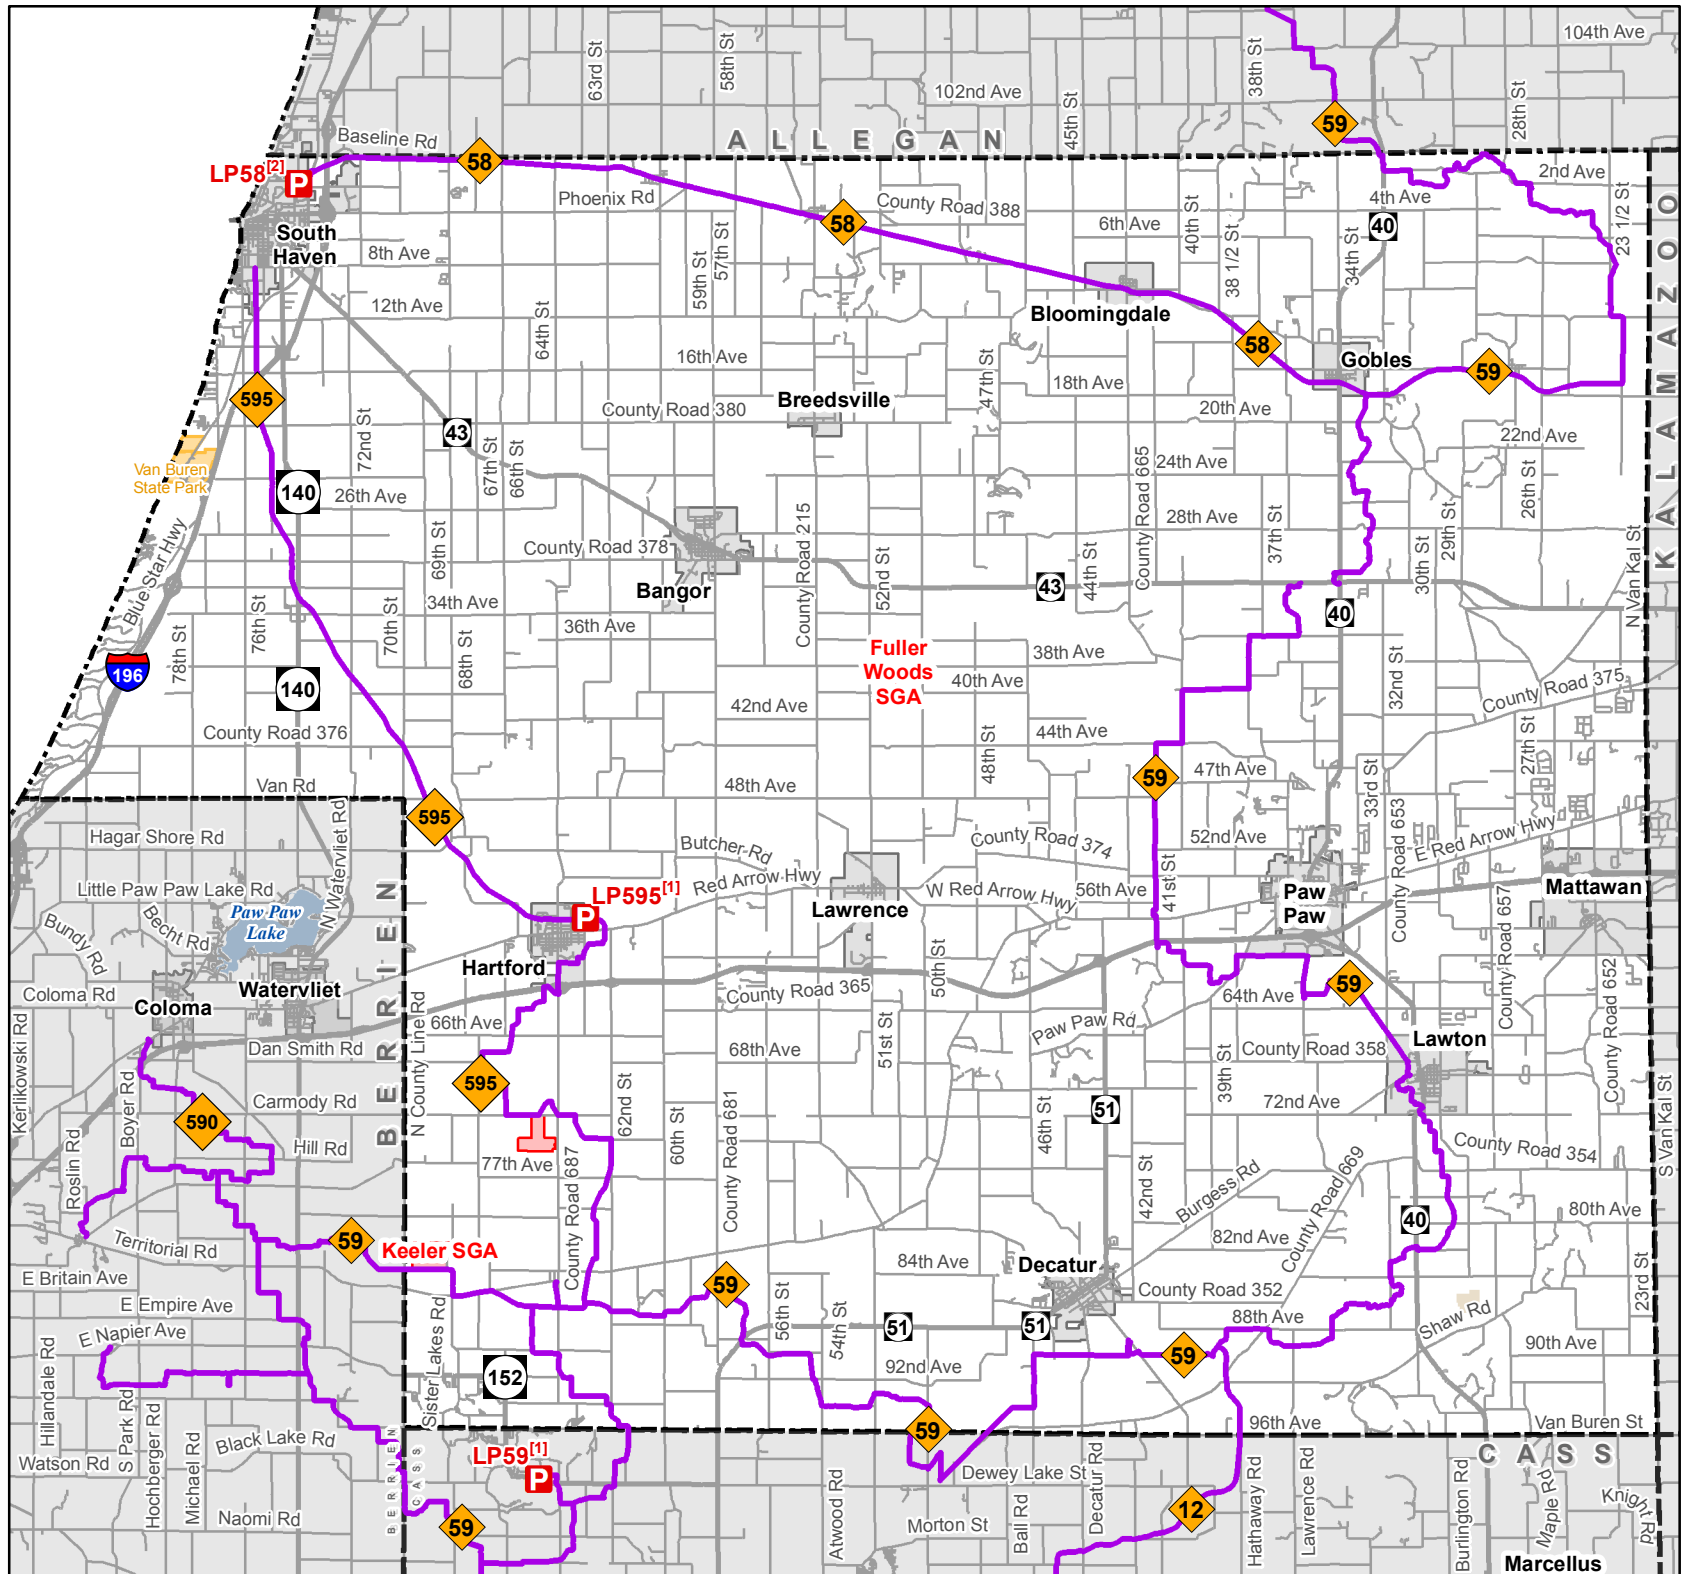 104th Ave
63rd St
58th St
38th St
102nd Ave
28th St
45th St
59
Baseline Rd
ALLEGAN
58
LP58[2]
P
2nd Ave
Phoenix Rd
County Road 388
4th Ave
40th St
23 1/2 St
58
6th Ave
40
South
Haven
8th Ave
57th St
59th St
38 1/2 St
34th St
KALAMAZOO
12th Ave
64th St
Bloomingdale
58
Gobles
16th Ave
47th St
18th Ave
59
595
Breedsville
County Road 380
20th Ave
72nd St
43
22nd Ave
Van Buren
State Park
67th St
66th St
24th Ave
County Road 665
26th St
140
26th Ave
County Road 215
28th Ave
37th St
29th St
69th St
County Road 378
30th St
N Van Kal St
Blue Star Hwy
52nd St
44th St
43
Bangor
34th Ave
40
76th St
70th St
36th Ave
78th St
68th St
Fuller
Woods
SGA
38th Ave
196
40th Ave
32nd St
County Road 375
140
42nd Ave
County Road 376
44th Ave
48th St
27th St
59
47th Ave
Van Rd
48th Ave
33rd St
N Watervliet Rd
595
Hagar Shore Rd
County Road 374
52nd Ave
County Road 653
E Red Arrow Hwy
Butcher Rd
Little Paw Paw Lake Rd
Red Arrow Hwy
W Red Arrow Hwy
56th Ave
41st St
Mattawan
Paw
Paw
LP595[1]
P
Paw Paw
Lake
Becht Rd
Bundy Rd
Lawrence
County Road 657
BERRIEN
Hartford
50th St
County Road 652
Watervliet
Coloma Rd
Coloma
County Road 365
64th Ave
59
N County Line Rd
66th Ave
Kerlikowski Rd
Paw Paw Rd
Lawton
Dan Smith Rd
68th Ave
51st St
County Road 358
39th St
595
Boyer Rd
Carmody Rd
62nd St
72nd Ave
590
51
60th St
County Road 681
46th St
S Van Kal St
Hill Rd
County Road 354
77th Ave
Roslin Rd
County Road 687
42nd St
Burgess Rd
County Road 669
80th Ave
40
59
Territorial Rd
Keeler SGA
82nd Ave
84th Ave
Decatur
E Britain Ave
59
County Road 352
23rd St
E Empire Ave
56th St
54th St
88th Ave
Shaw Rd
E Napier Ave
51
51
90th Ave
Hillandale Rd
Sister Lakes Rd
59
92nd Ave
152
S Park Rd
Hochberger Rd
Michael Rd
96th Ave
Van Buren St
59
Black Lake Rd
BERRIEN
CASS
CASS
Watson Rd
LP59[1]
P
Dewey Lake St
Atwood Rd
Ball Rd
Decatur Rd
Hathaway Rd
Lawrence Rd
Burlington Rd
Maple Rd
Knight Rd
12
Naomi Rd
59
Morton St
Marcellus